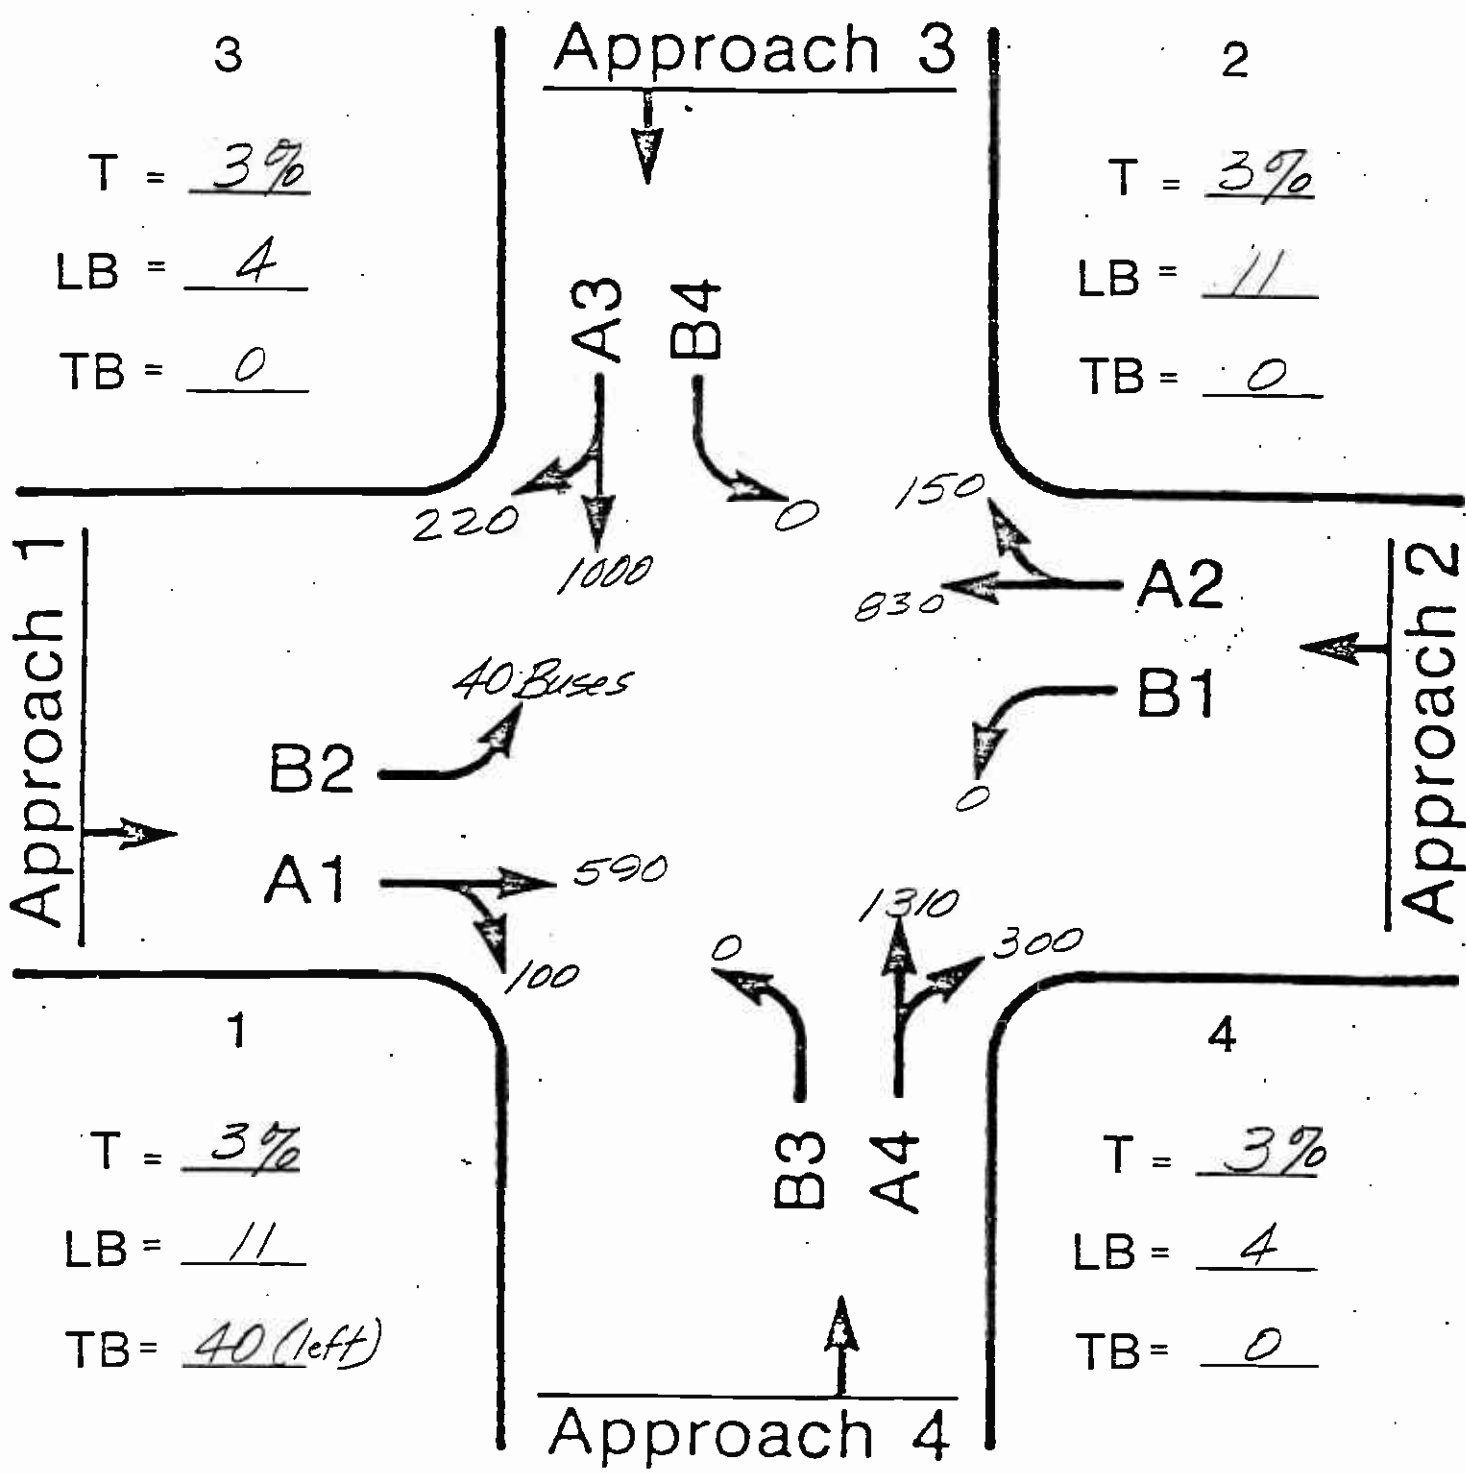 3
Approach 3
2
T = 3%
LB = 4
TB = 0
T = 3%
LB = 11
TB = 0
A3
B4
220
1000
0
150
830
A2
B1
0
Approach 1
Approach 2
40 Buses
B2
A1
590
100
0
1310
300
B3
A4
1
T = 3%
LB = 11
TB = 40 (left)
4
T = 3%
LB = 4
TB = 0
Approach 4